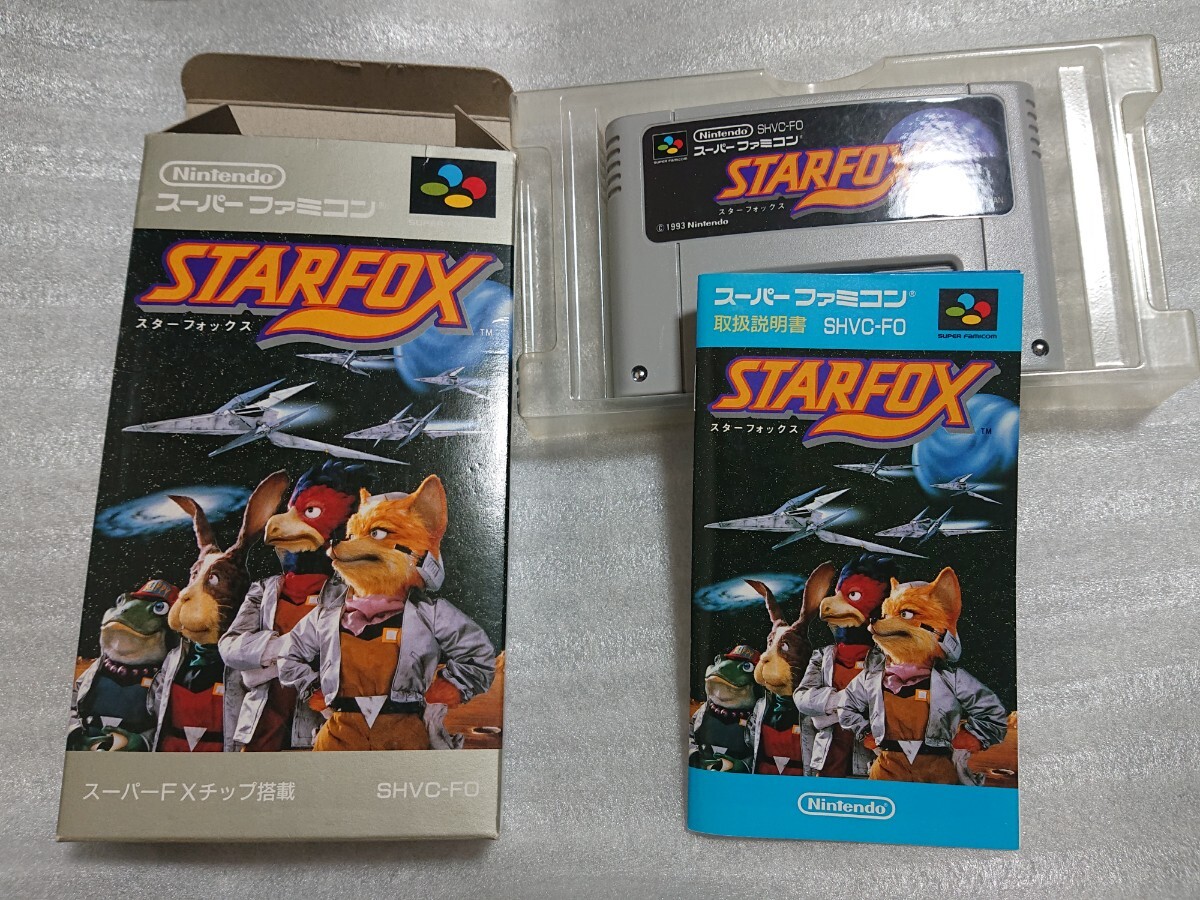 Nintendo
スーパーファミコン
STARFOX
TM
スターフォックス
スーパーFXチップ搭載
SHVC-FO
SUPER FAMICOM
Nintendo SHVC-FO
スーパーファミコン®
STARFOX
スターフォックス
© 1993 Nintendo
スーパーファミコン®
取扱説明書 SHVC-FO
SUPER FAMICOM
STARFOX
TM
スターフォックス
Nintendo